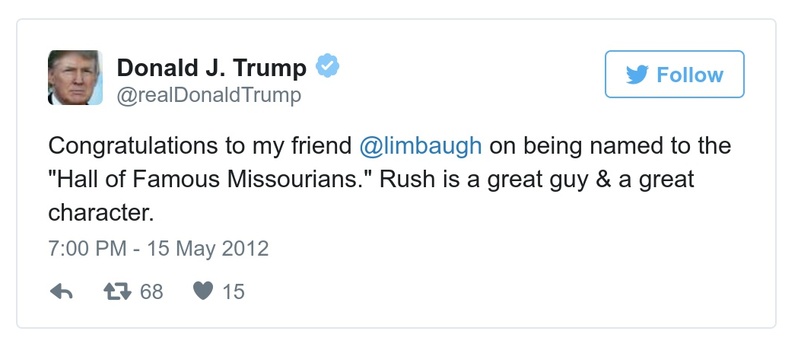 Donald J. Trump
Follow
@realDonaldTrump
Congratulations to my friend @limbaugh on being named to the
"Hall of Famous Missourians." Rush is a great guy & a great
character.
7:00 PM - 15 May 2012
68 15